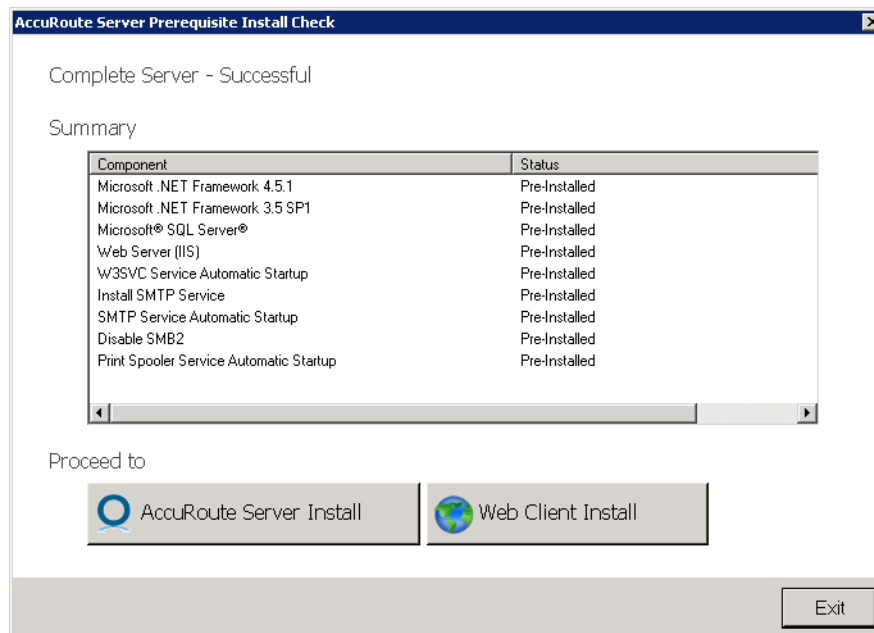 AccuRoute Server Prerequisite Install Check
Complete Server - Successful
Summary
Component Status
Microsoft .NET Framework 4.5.1 Pre-Installed
Microsoft .NET Framework 3.5 SP1 Pre-Installed
Microsoft® SQL Server® Pre-Installed
Web Server (IIS) Pre-Installed
W3SVC Service Automatic Startup Pre-Installed
Install SMTP Service Pre-Installed
SMTP Service Automatic Startup Pre-Installed
Disable SMB2 Pre-Installed
Print Spooler Service Automatic Startup Pre-Installed
Proceed to
AccuRoute Server Install Web Client Install
Exit